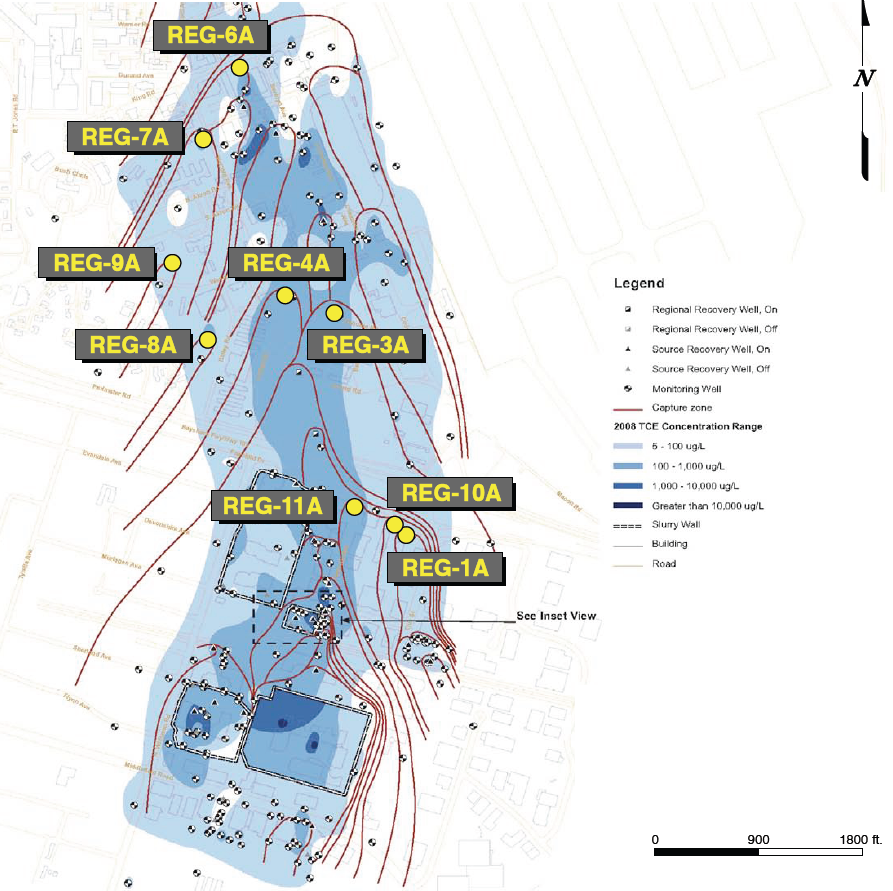 REG-6A
N
REG-7A
REG-9A
REG-4A
REG-8A
REG-3A
REG-11A
REG-10A
REG-1A
See Inset View
Legend
Regional Recovery Well, On
Regional Recovery Well, Off
Source Recovery Well, On
Source Recovery Well, Off
Monitoring Well
Capture zone
2008 TCE Concentration Range
5 - 100 ug/L
100 - 1,000 ug/L
1,000 - 10,000 ug/L
Greater than 10,000 ug/L
Slurry Wall
Building
Road
0 900 1800 ft.